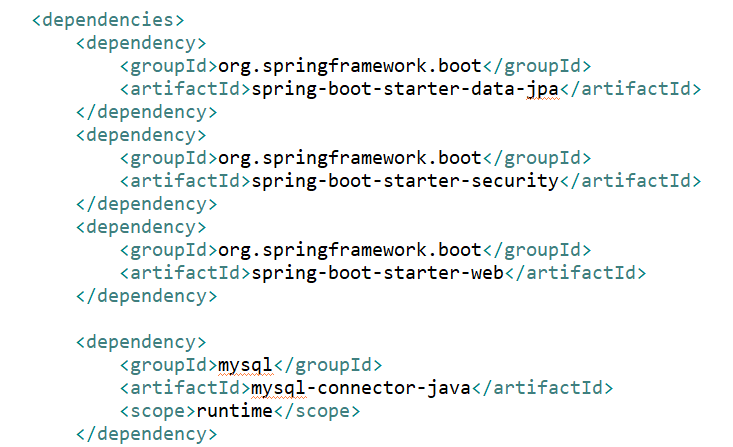 <dependencies>
<dependency>
<groupId>org.springframework.boot</groupId>
<artifactId>spring-boot-starter-data-jpa</artifactId>
</dependency>
<dependency>
<groupId>org.springframework.boot</groupId>
<artifactId>spring-boot-starter-security</artifactId>
</dependency>
<dependency>
<groupId>org.springframework.boot</groupId>
<artifactId>spring-boot-starter-web</artifactId>
</dependency>
<dependency>
<groupId>mysql</groupId>
<artifactId>mysql-connector-java</artifactId>
<scope>runtime</scope>
</dependency>